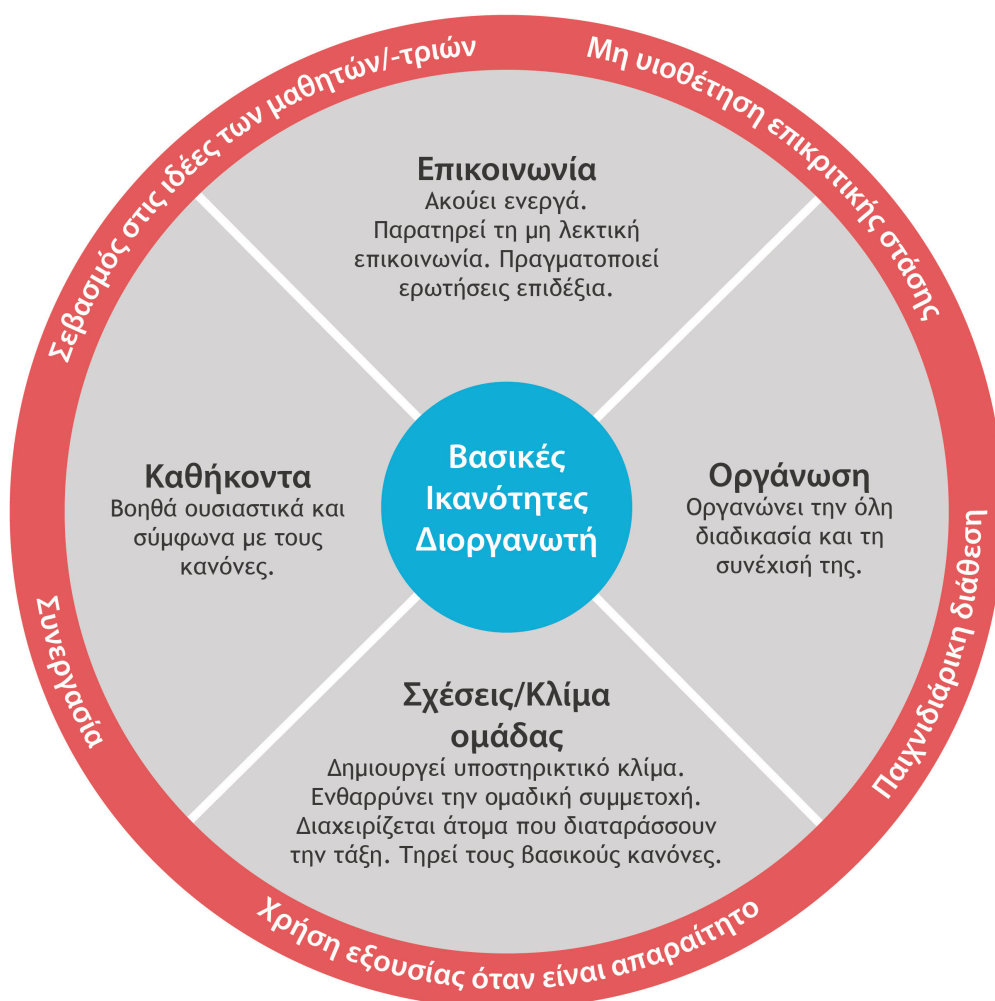 Σεβασμός στις ιδέες των μαθητών/-τριών
Μη υιοθέτηση επικριτικής στάσης
Επικοινωνία
Ακούει ενεργά.
Παρατηρεί τη μη λεκτική
επικοινωνία. Πραγματοποιεί
ερωτήσεις επιδέξια.
Καθήκοντα
Βοηθά ουσιαστικά και
σύμφωνα με τους
κανόνες.
Βασικές
Ικανότητες
Διοργανωτή
Οργάνωση
Οργανώνει την όλη
διαδικασία και τη
συνέχισή της.
Σχέσεις/Κλίμα
ομάδας
Δημιουργεί υποστηρικτικό κλίμα.
Ενθαρρύνει την ομαδική συμμετοχή.
Διαχειρίζεται άτομα που διαταράσσουν
την τάξη. Τηρεί τους βασικούς κανόνες.
Συνεργασία
Παιχνιδιάρικη διάθεση
Χρήση εξουσίας όταν είναι απαραίτητο